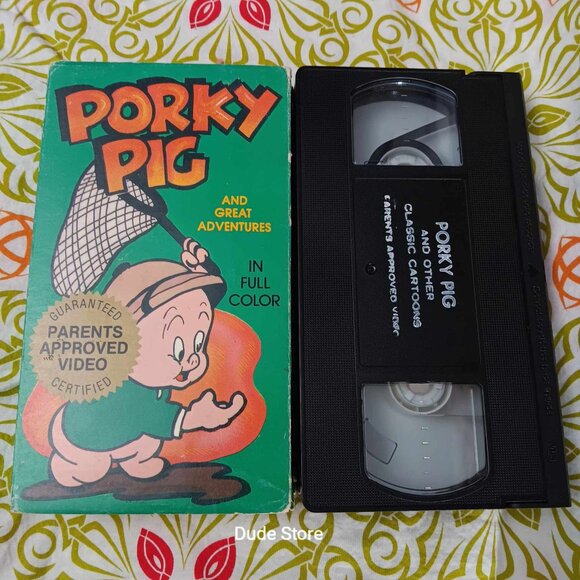 PORKY
PIG
AND
GREAT
ADVENTURES
IN
FULL
COLOR
GUARANTEED
PARENTS
APPROVED
VIDEO
CERTIFIED
PORKY PIG
AND OTHER
CLASSIC CARTOONS
PARENTS APPROVED VIDEO
Dude Store